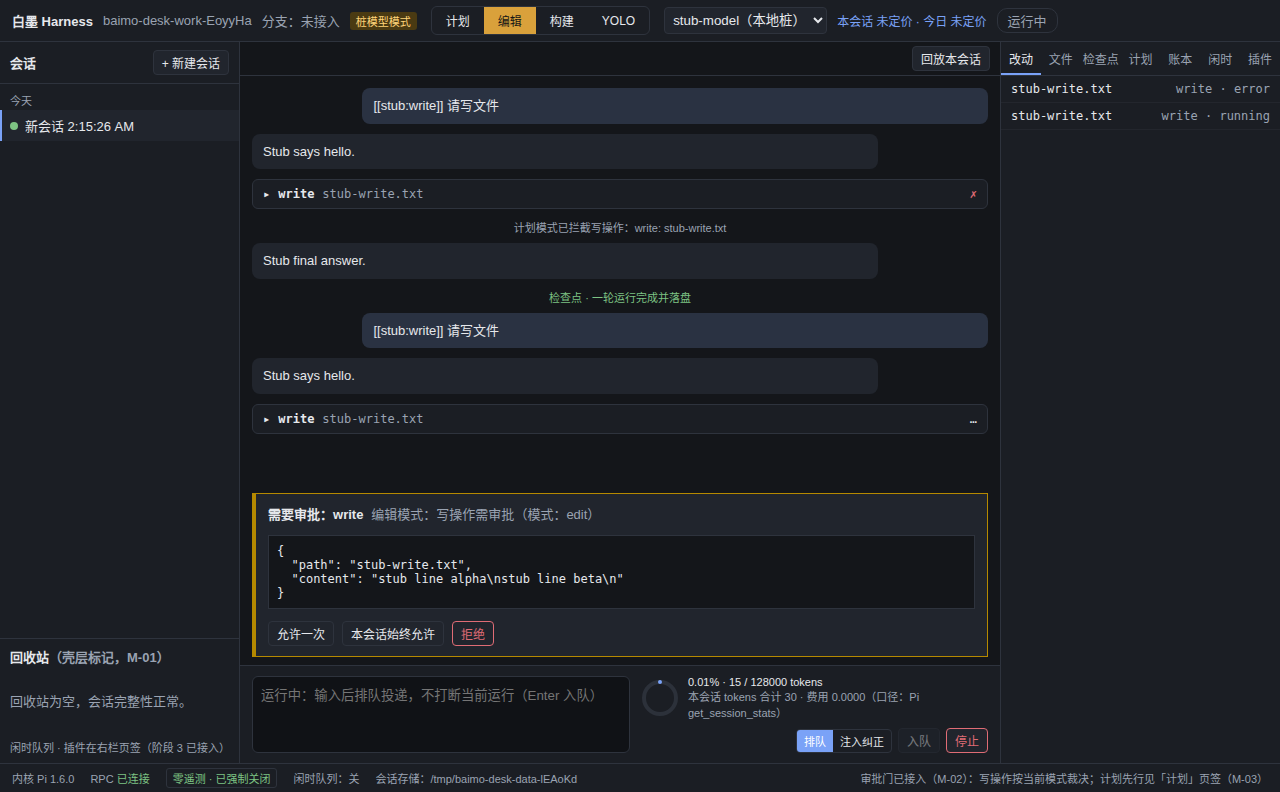 白垩 Harness baimo-desk-work-EoyyHa 分支：未接入 桩模型模式 计划 编辑 构建 YOLO stub-model（本地桩） 本会话 未定价 · 今日 未定价 运行中
会话 + 新建会话
今天
新会话 2:15:26 AM
回收站（壳层标记，M-01）
回收站为空，会话完整性正常。
闲时队列 · 插件在右栏页签（阶段 3 已接入）
回放本会话
[[stub:write]] 请写文件
Stub says hello.
▸ write stub-write.txt ✗
计划模式已拦截写操作：write: stub-write.txt
Stub final answer.
检查点 · 一轮运行完成并落盘
[[stub:write]] 请写文件
Stub says hello.
▸ write stub-write.txt …
需要审批：write 编辑模式：写操作需审批（模式：edit）
{
"path": "stub-write.txt",
"content": "stub line alpha\nstub line beta\n"
}
允许一次 本会话始终允许 拒绝
运行中：输入后排队投递，不打断当前运行（Enter 入队）
0.01% · 15 / 128000 tokens
本会话 tokens 合计 30 · 费用 0.0000（口径：Pi
get_session_stats）
排队 注入纠正 入队 停止
改动 文件 检查点 计划 账本 闲时 插件
stub-write.txt write · error
stub-write.txt write · running
内核 Pi 1.6.0 RPC 已连接 零遥测 · 已强制关闭 闲时队列：关 会话存储：/tmp/baimo-desk-data-lEAoKd 审批门已接入（M-02）：写操作按当前模式裁决；计划先行见「计划」页签（M-03）